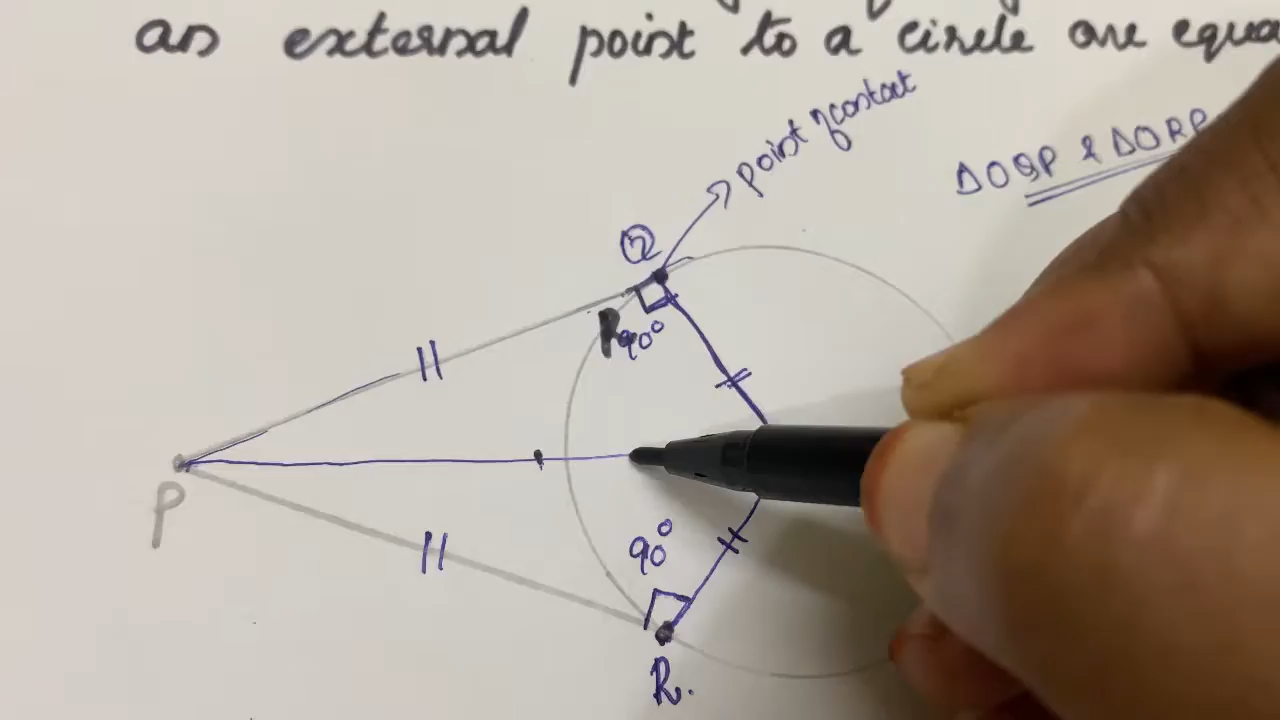 an external point to a circle are equa
point of contact
ΔOQP & ΔORP
Q
90°
P
90°
R.